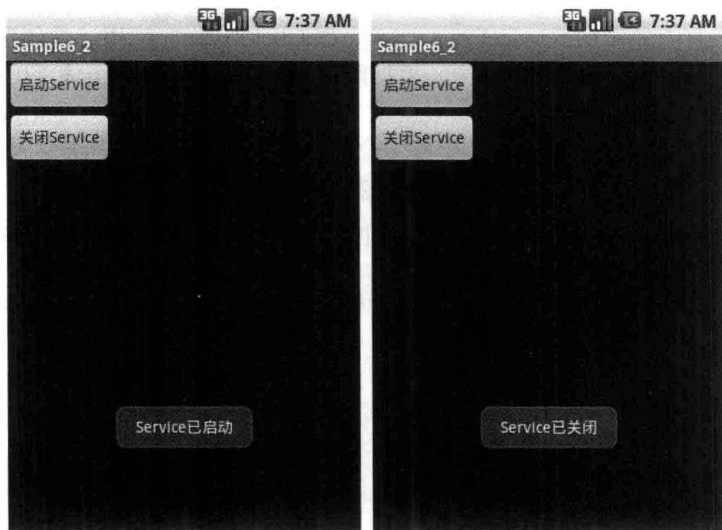 3G 7:37 AM
Sample6_2
启动Service
关闭Service
Service已启动
3G 7:37 AM
Sample6_2
启动Service
关闭Service
Service已关闭